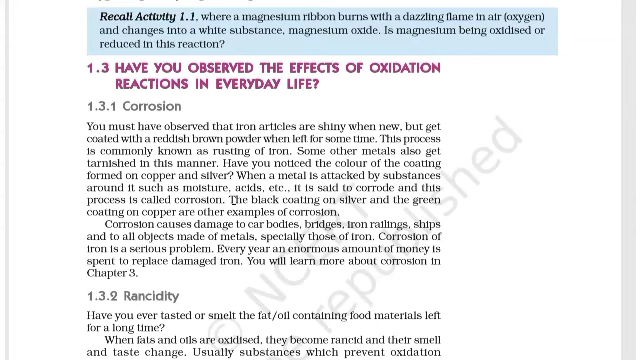 Recall Activity 1.1, where a magnesium ribbon burns with a dazzling flame in air (oxygen)
and changes into a white substance, magnesium oxide. Is magnesium being oxidised or
reduced in this reaction?
1.3 HAVE YOU OBSERVED THE EFFECTS OF OXIDATION
REACTIONS IN EVERYDAY LIFE?
1.3.1 Corrosion
You must have observed that iron articles are shiny when new, but get
coated with a reddish brown powder when left for some time. This process
is commonly known as rusting of iron. Some other metals also get
tarnished in this manner. Have you noticed the colour of the coating
formed on copper and silver? When a metal is attacked by substances
around it such as moisture, acids, etc., it is said to corrode and this
process is called corrosion. The black coating on silver and the green
coating on copper are other examples of corrosion.
Corrosion causes damage to car bodies, bridges, iron railings, ships
and to all objects made of metals, specially those of iron. Corrosion of
iron is a serious problem. Every year an enormous amount of money is
spent to replace damaged iron. You will learn more about corrosion in
Chapter 3.
1.3.2 Rancidity
Have you ever tasted or smelt the fat/oil containing food materials left
for a long time?
When fats and oils are oxidised, they become rancid and their smell
and taste change. Usually substances which prevent oxidation